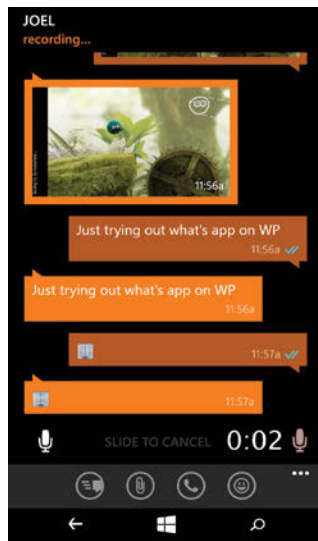 JOEL
recording...
11:56a
Just trying out what's app on WP
11:56a
Just trying out what's app on WP
11:56a
11:57a
11:57a
SLIDE TO CANCEL 0:02